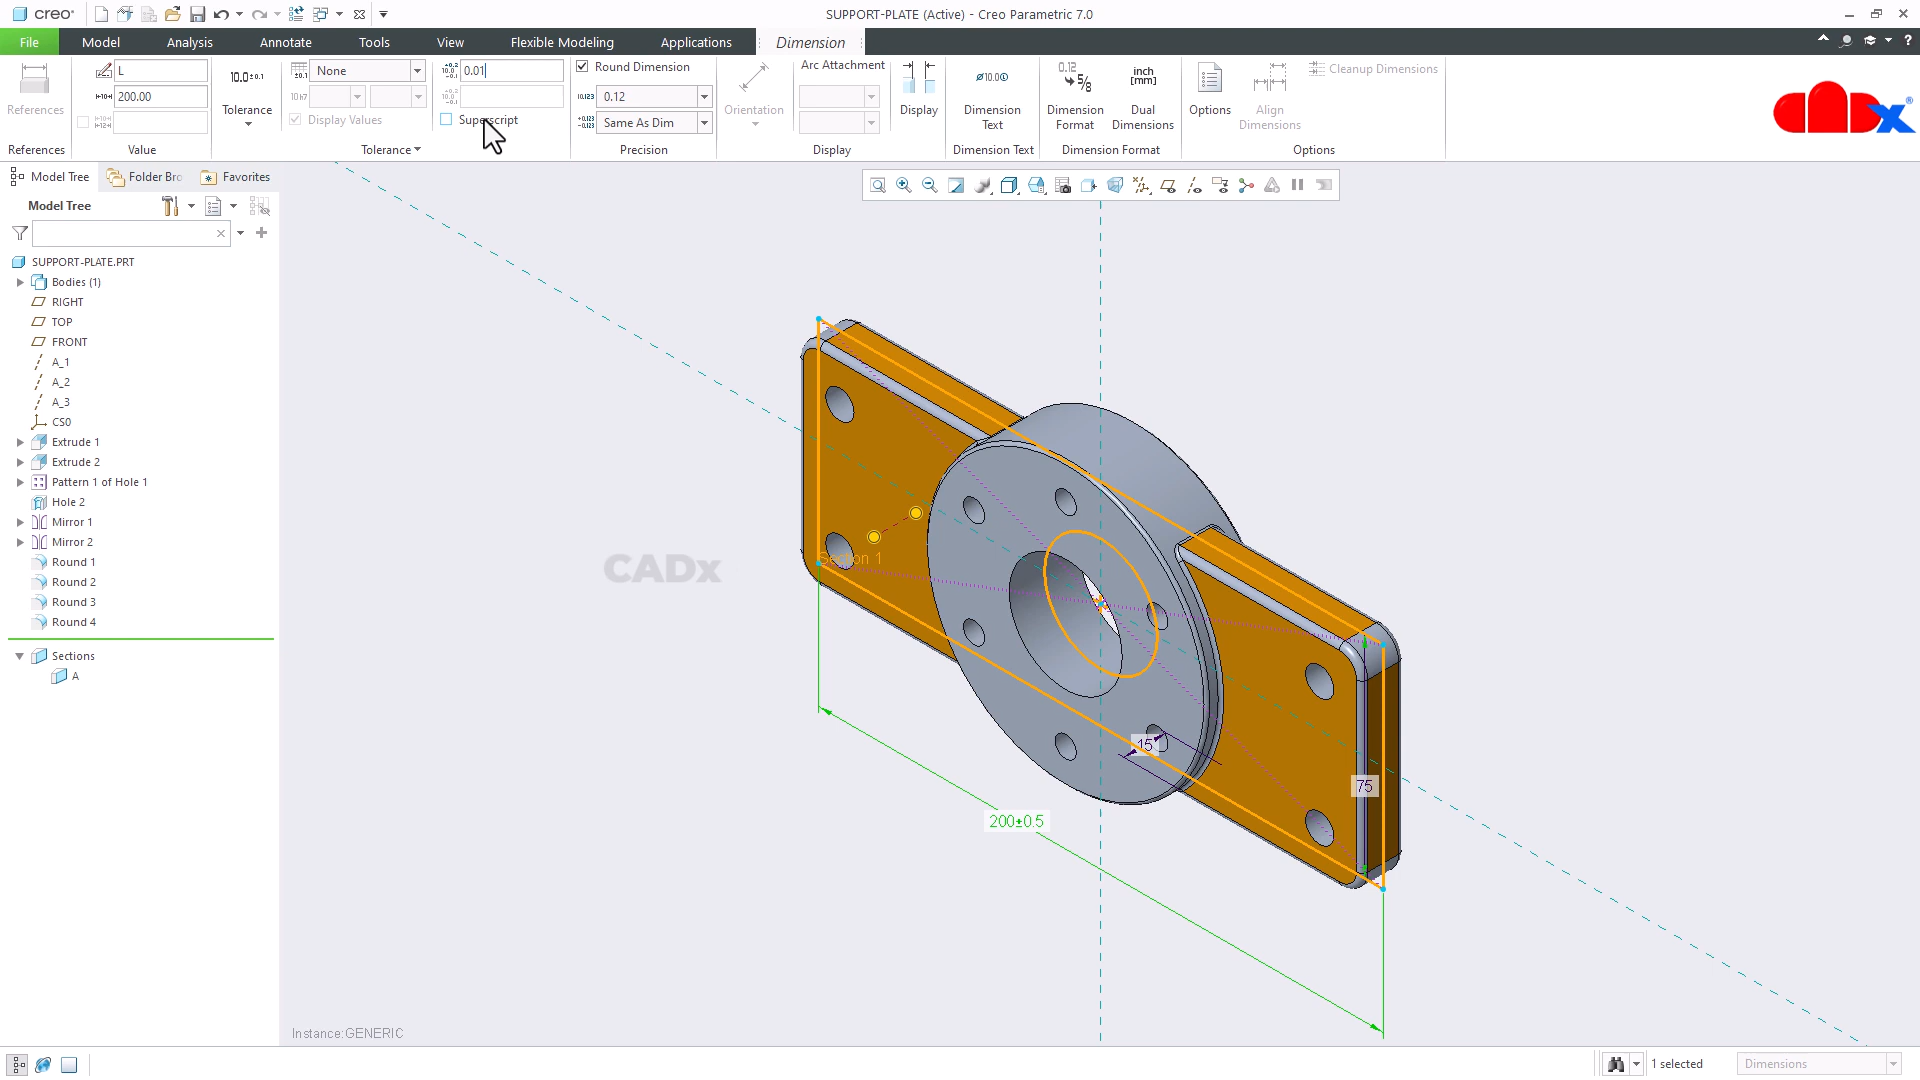 creo
SUPPORT-PLATE (Active) - Creo Parametric 7.0
File
Model
Analysis
Annotate
Tools
View
Flexible Modeling
Applications
Dimension
References
References
L
200.00
Value
10.0±0.1
Tolerance
None
Display Values
0.01
Superscript
Tolerance
Round Dimension
0.12
Same As Dim
Precision
Orientation
Arc Attachment
Display
Display
Dimension
Text
Dimension Text
Dimension
Format
inch
[mm]
Dual
Dimensions
Dimension Format
Options
Align
Dimensions
Cleanup Dimensions
Options
CADx
Model Tree
Folder Bro
Favorites
Model Tree
SUPPORT-PLATE.PRT
Bodies (1)
RIGHT
TOP
FRONT
A_1
A_2
A_3
CS0
Extrude 1
Extrude 2
Pattern 1 of Hole 1
Hole 2
Mirror 1
Mirror 2
Round 1
Round 2
Round 3
Round 4
Sections
A
CADx
Section 1
15
75
200±0.5
Instance:GENERIC
1 selected
Dimensions